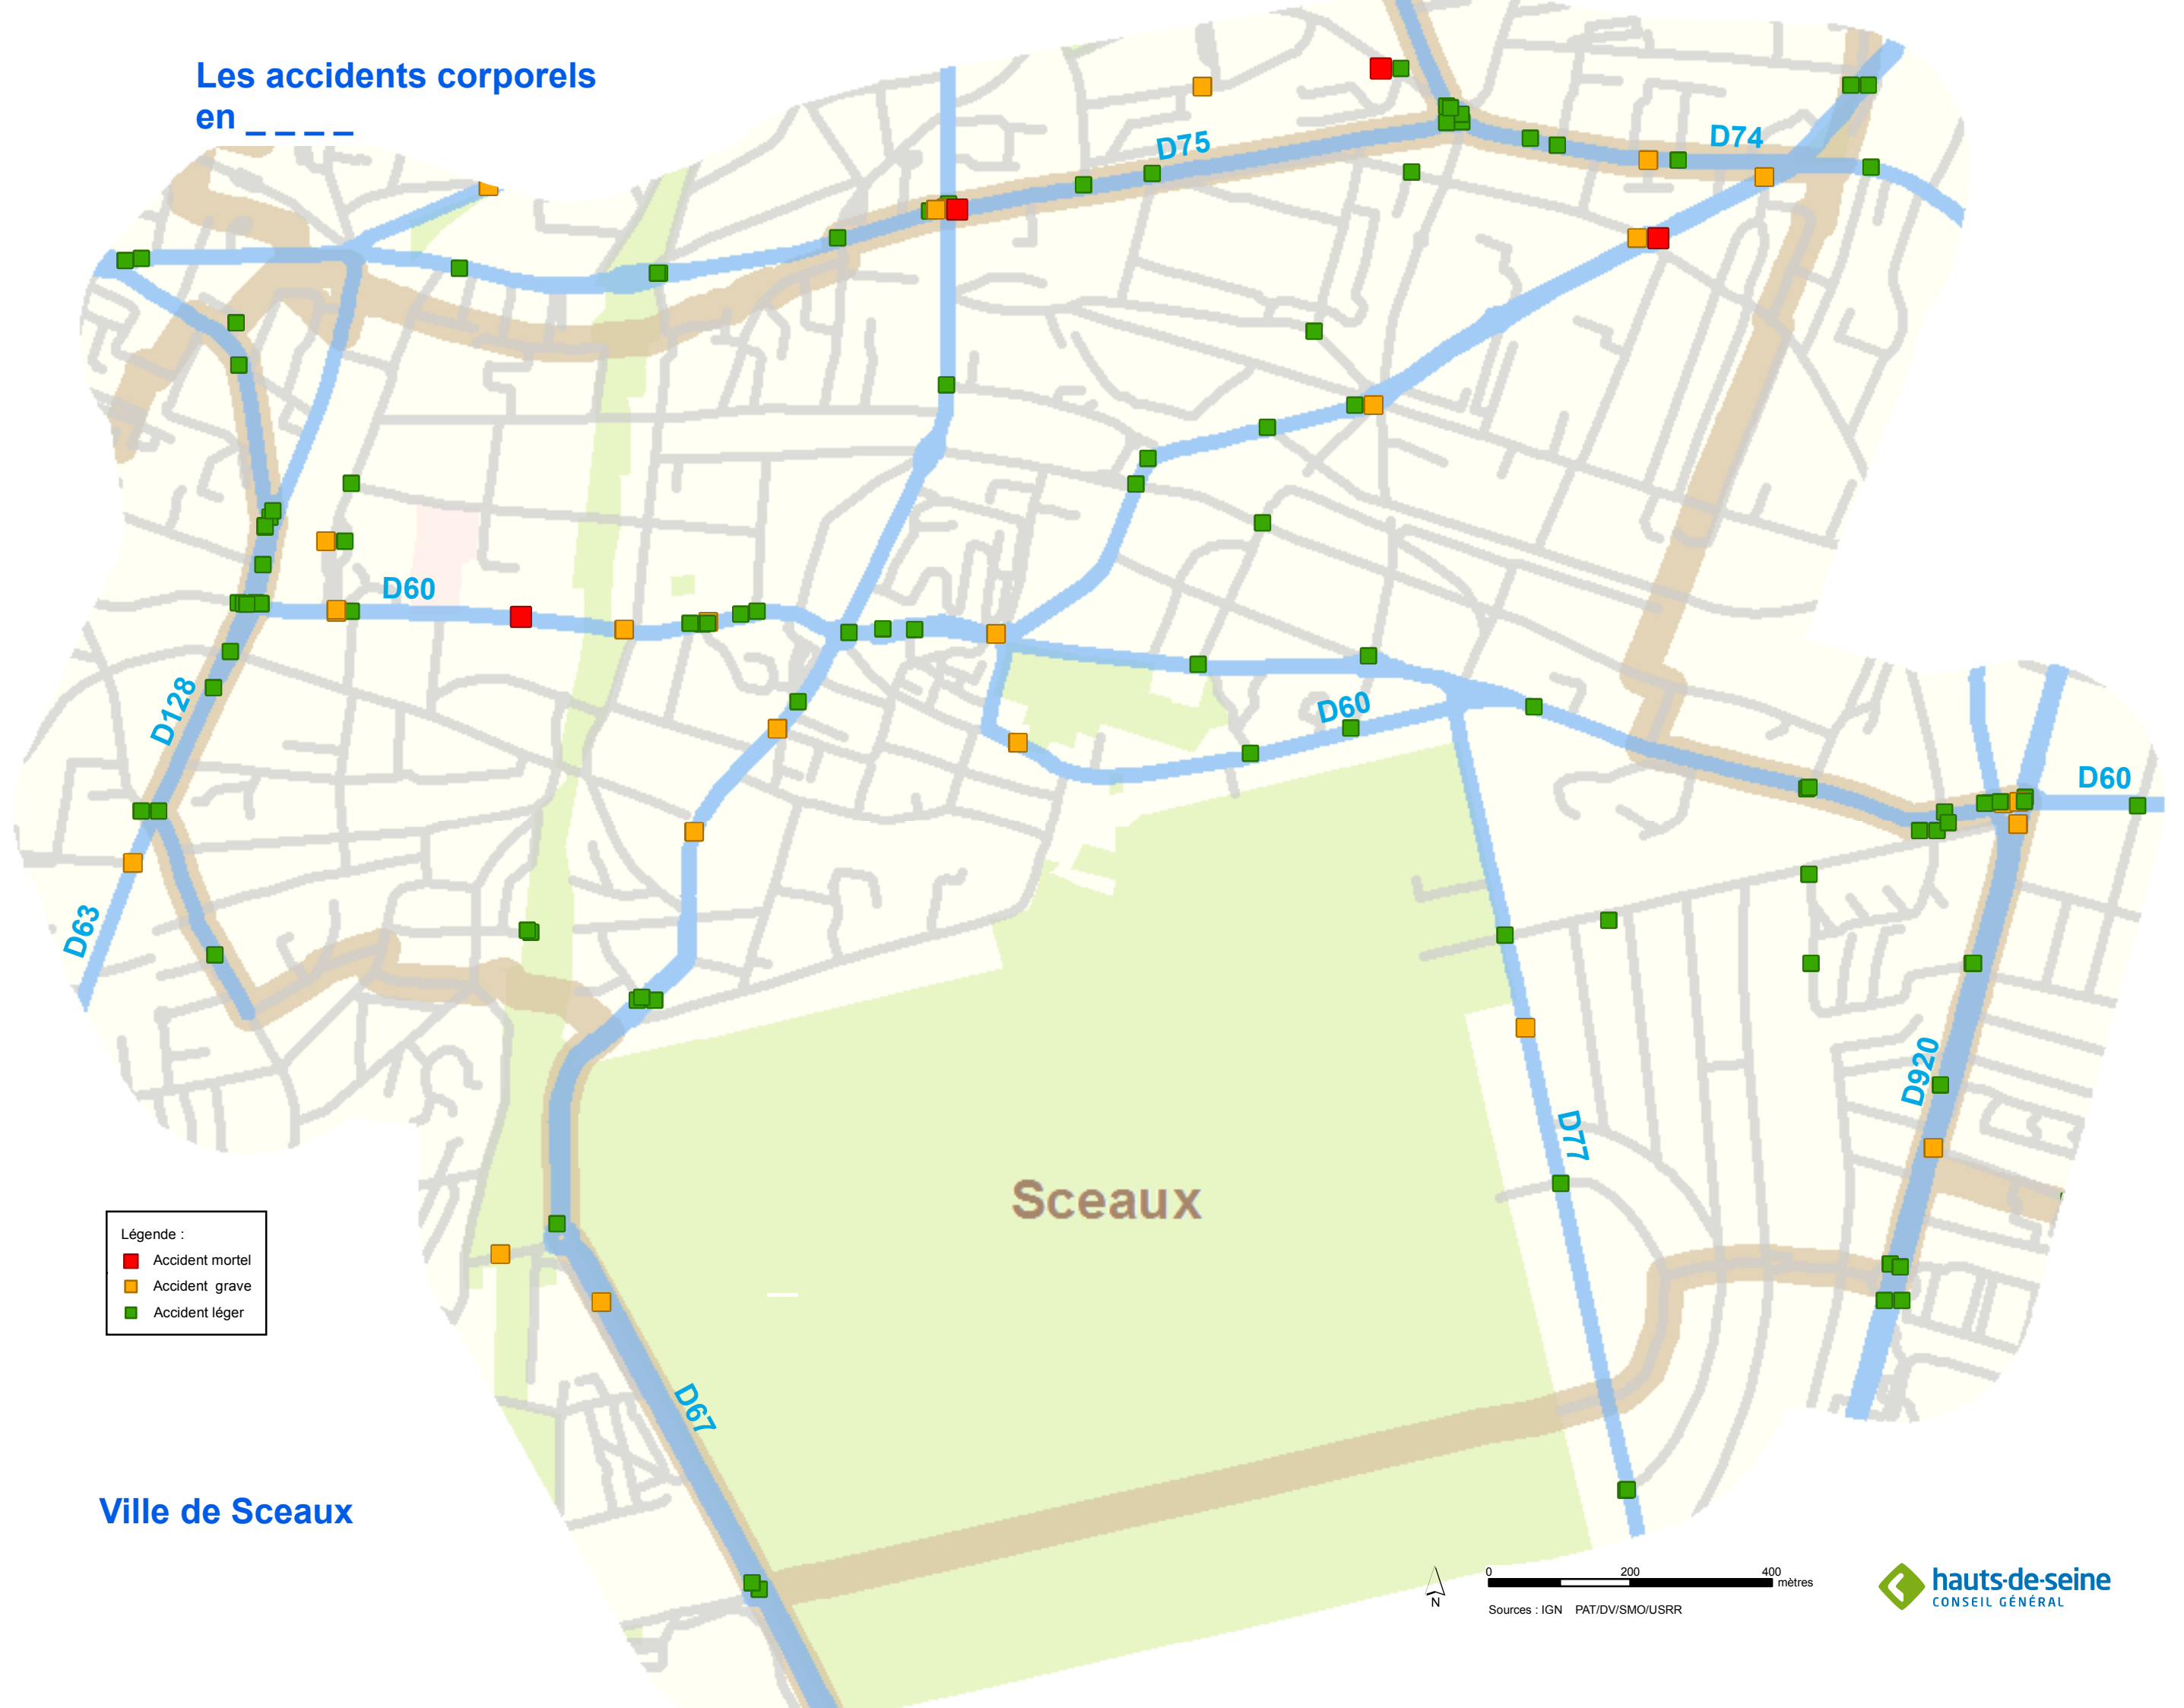 Les accidents corporels
en _ _ _ _
D75
D74
D60
D128
D60
D60
D63
D920
D77
Sceaux
Légende :
Accident mortel
Accident grave
Accident léger
D67
Ville de Sceaux
N
0 200 400
mètres
Sources : IGN PAT/DV/SMO/USRR
hauts-de-seine
CONSEIL GÉNÉRAL